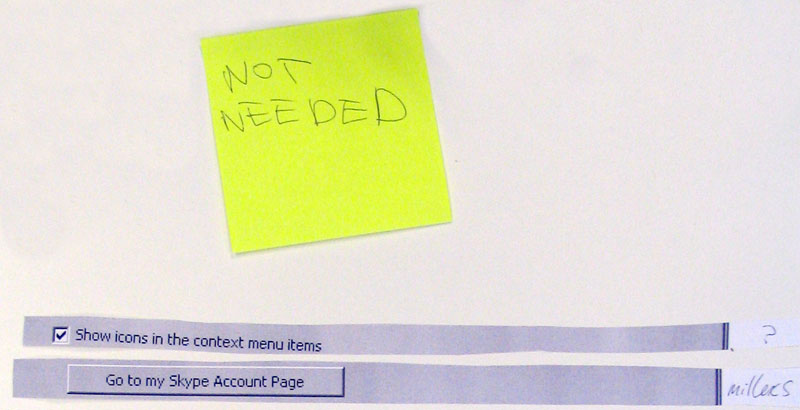 NOT
NEEDED
Show icons in the context menu items
?
Go to my Skype Account Page
millers